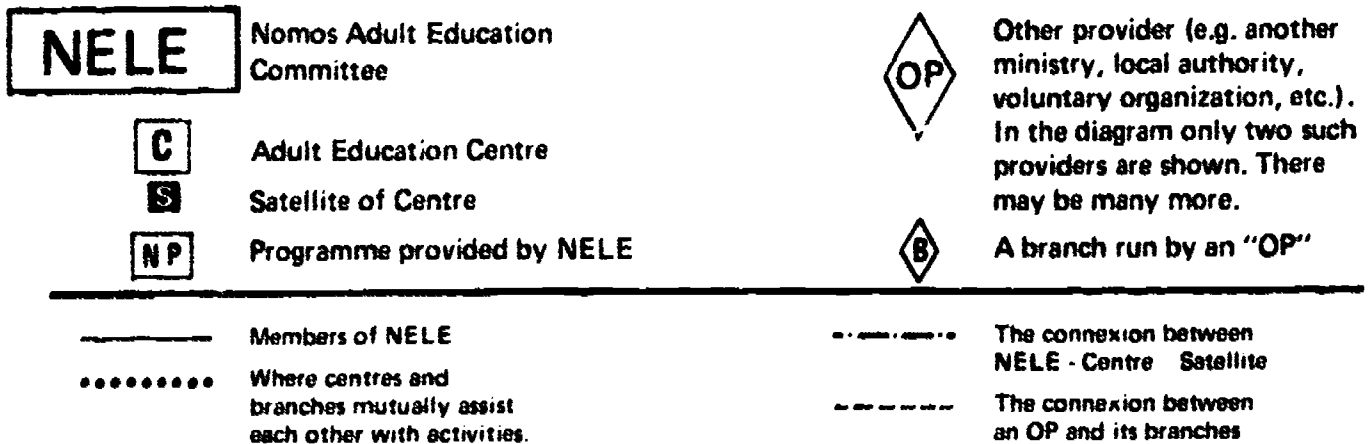 NELE
Nomos Adult Education
Committee
C
Adult Education Centre
S
Satellite of Centre
N P
Programme provided by NELE
OP
Other provider (e.g. another
ministry, local authority,
voluntary organization, etc.).
In the diagram only two such
providers are shown. There
may be many more.
B
A branch run by an "OP"
Members of NELE
Where centres and
branches mutually assist
each other with activities.
The connexion between
NELE - Centre Satellite
The connexion between
an OP and its branches